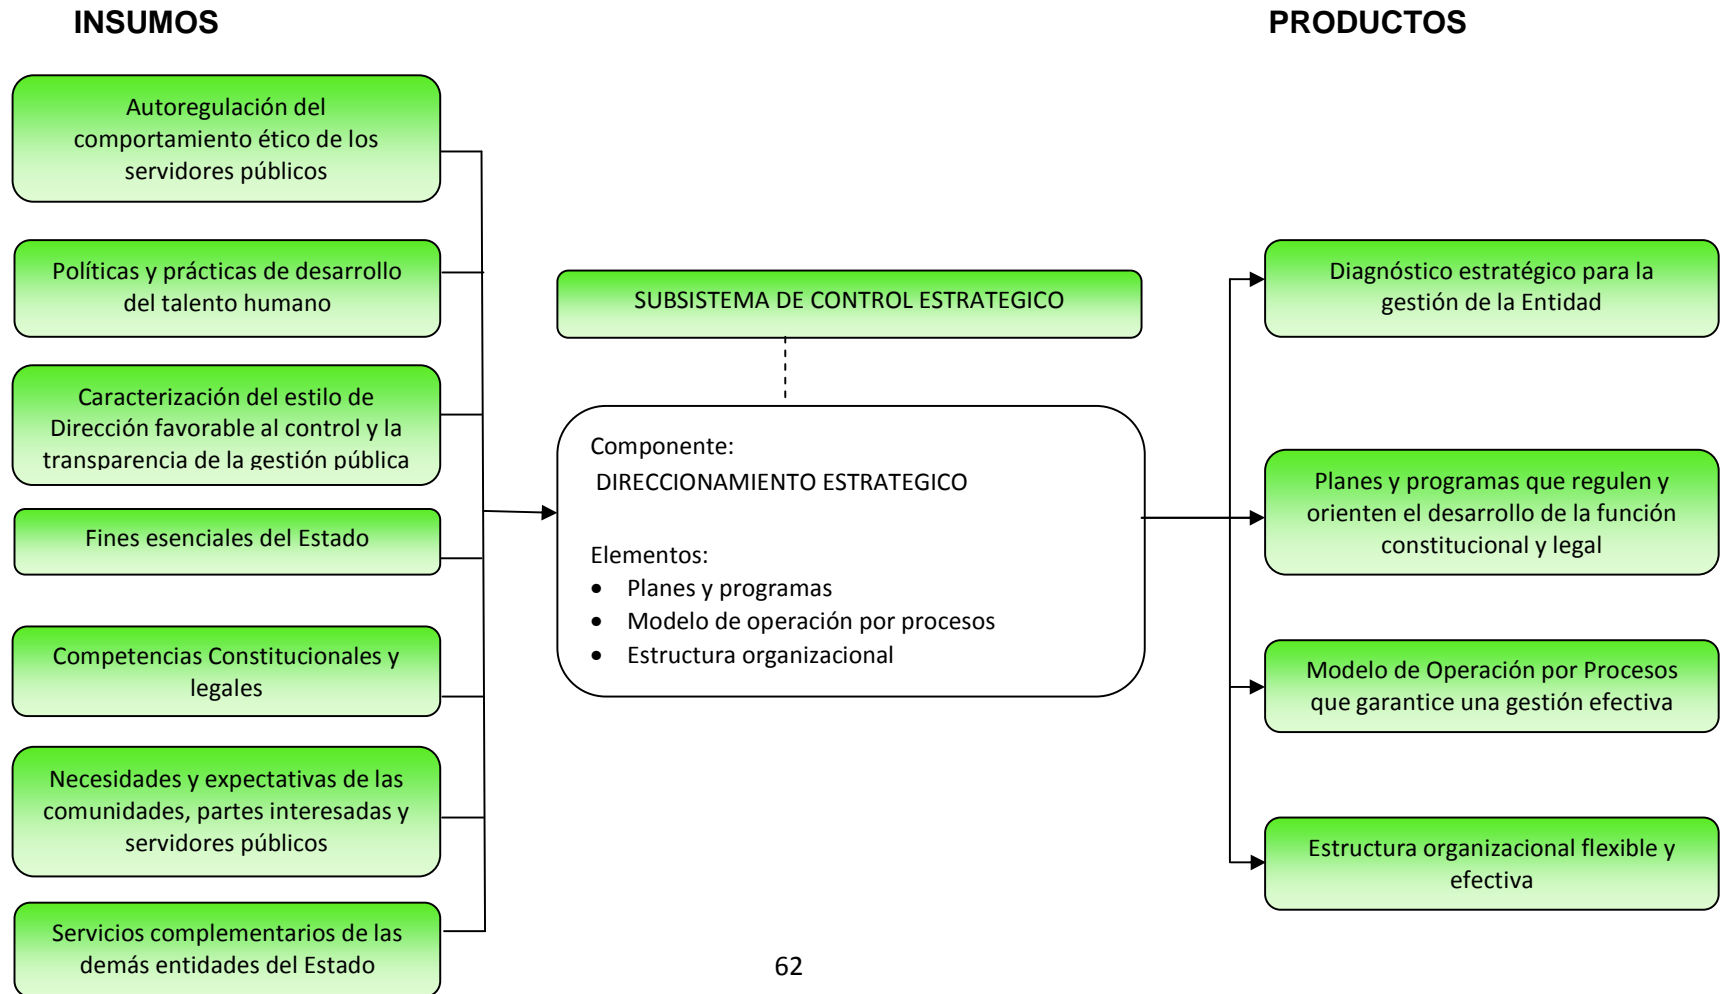 INSUMOS
PRODUCTOS
Autoregulación del
comportamiento ético de los
servidores públicos
Políticas y prácticas de desarrollo
del talento humano
Caracterización del estilo de
Dirección favorable al control y la
transparencia de la gestión pública
Fines esenciales del Estado
Competencias Constitucionales y
legales
Necesidades y expectativas de las
comunidades, partes interesadas y
servidores públicos
Servicios complementarios de las
demás entidades del Estado
SUBSISTEMA DE CONTROL ESTRATEGICO
Componente:
DIRECCIONAMIENTO ESTRATEGICO
Elementos:
• Planes y programas
• Modelo de operación por procesos
• Estructura organizacional
Diagnóstico estratégico para la
gestión de la Entidad
Planes y programas que regulen y
orienten el desarrollo de la función
constitucional y legal
Modelo de Operación por Procesos
que garantice una gestión efectiva
Estructura organizacional flexible y
efectiva
62